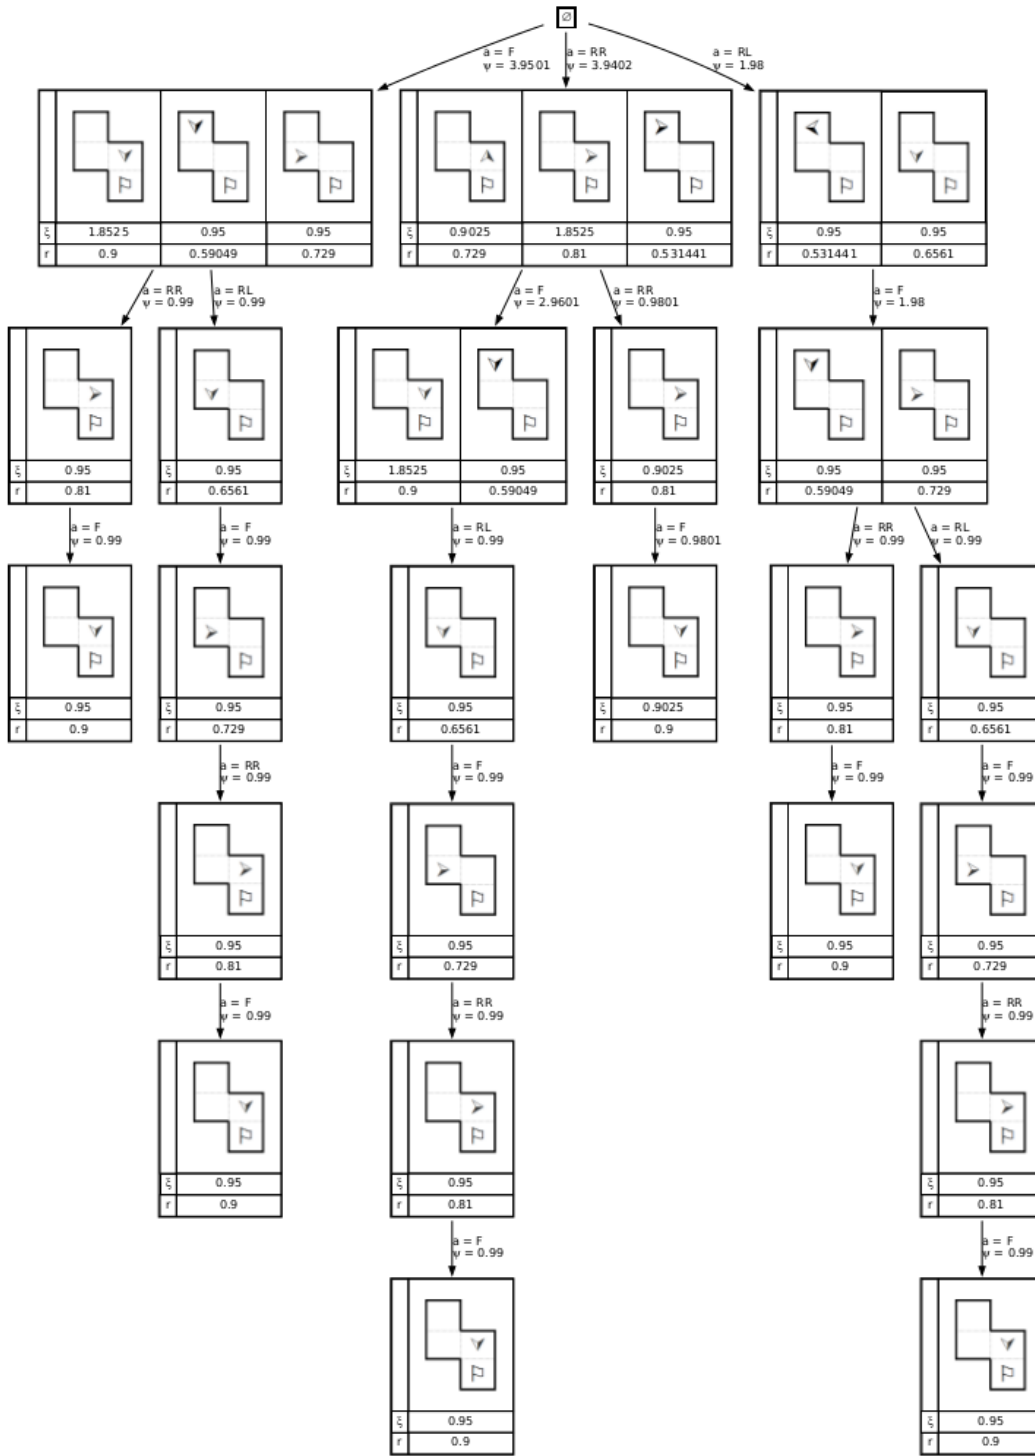 ∅
a = F
ψ = 3.9501
a = RR
ψ = 3.9402
a = RL
ψ = 1.98
ξ 1.8525 0.95 0.95
r 0.9 0.59049 0.729
ξ 0.9025 1.8525 0.95
r 0.729 0.81 0.531441
ξ 0.95 0.95
r 0.531441 0.6561
a = RR
ψ = 0.99
a = RL
ψ = 0.99
a = F
ψ = 2.9601
a = RR
ψ = 0.9801
a = F
ψ = 1.98
ξ 0.95
r 0.81
ξ 0.95
r 0.6561
ξ 1.8525 0.95
r 0.9 0.59049
ξ 0.9025
r 0.81
ξ 0.95 0.95
r 0.59049 0.729
a = F
ψ = 0.99
a = F
ψ = 0.99
a = RL
ψ = 0.99
a = F
ψ = 0.9801
a = RR
ψ = 0.99
a = RL
ψ = 0.99
ξ 0.95
r 0.9
ξ 0.95
r 0.729
ξ 0.95
r 0.6561
ξ 0.9025
r 0.9
ξ 0.95
r 0.81
ξ 0.95
r 0.6561
a = RR
ψ = 0.99
a = F
ψ = 0.99
a = F
ψ = 0.99
a = F
ψ = 0.99
ξ 0.95
r 0.81
ξ 0.95
r 0.729
ξ 0.95
r 0.9
ξ 0.95
r 0.729
a = F
ψ = 0.99
a = RR
ψ = 0.99
a = RR
ψ = 0.99
ξ 0.95
r 0.9
ξ 0.95
r 0.81
ξ 0.95
r 0.81
a = F
ψ = 0.99
a = F
ψ = 0.99
ξ 0.95
r 0.9
ξ 0.95
r 0.9